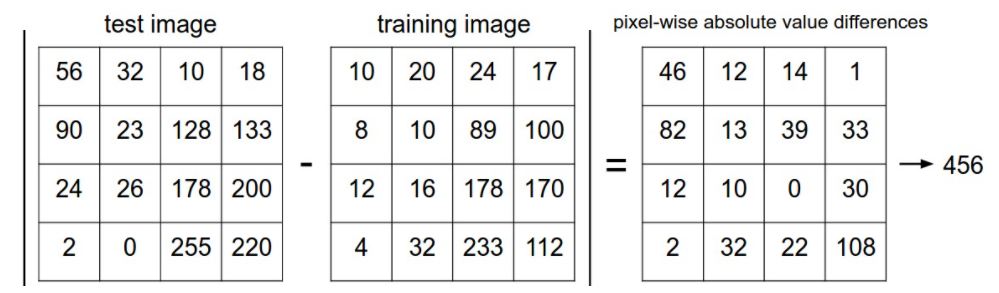 test image training image pixel-wise absolute value differences
56 32 10 18 10 20 24 17 46 12 14 1
90 23 128 133 8 10 89 100 82 13 39 33
- = → 456
24 26 178 200 12 16 178 170 12 10 0 30
2 0 255 220 4 32 233 112 2 32 22 108